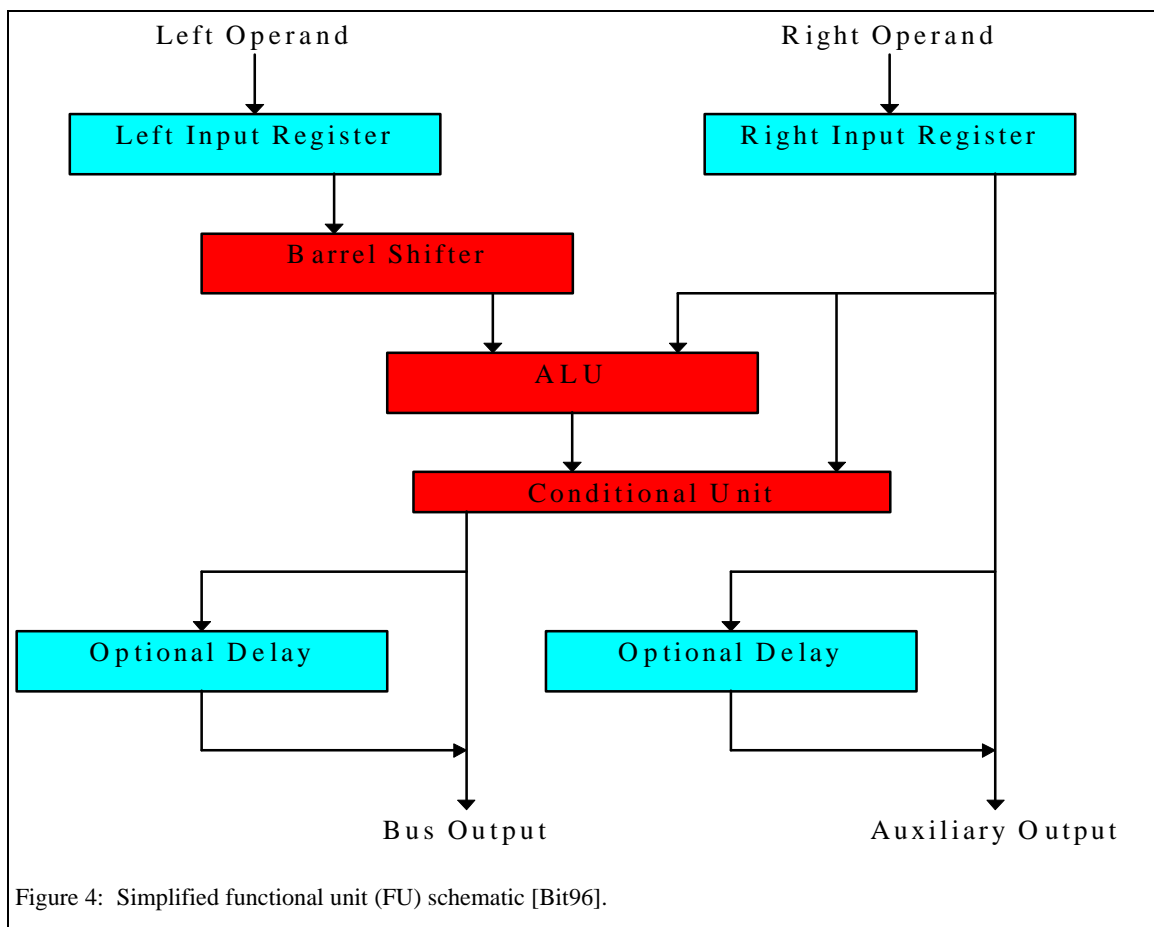 Left Operand
Right Operand
Left Input Register
Right Input Register
Barrel Shifter
ALU
Conditional Unit
Optional Delay
Optional Delay
Bus Output
Auxiliary Output
Figure 4: Simplified functional unit (FU) schematic [Bit96].